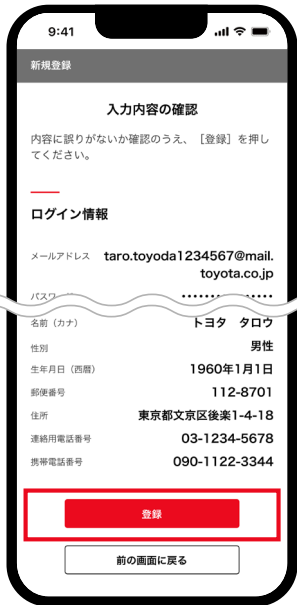 9:41
新規登録
入力内容の確認
内容に誤りがないか確認のうえ、［登録］を押し
てください。
ログイン情報
メールアドレス taro.toyoda1234567@mail.
toyota.co.jp
名前（カナ） トヨタ　タロウ
性別 男性
生年月日（西暦） 1960年1月1日
郵便番号 112-8701
住所 東京都文京区後楽1-4-18
連絡用電話番号 03-1234-5678
携帯電話番号 090-1122-3344
登録
前の画面に戻る